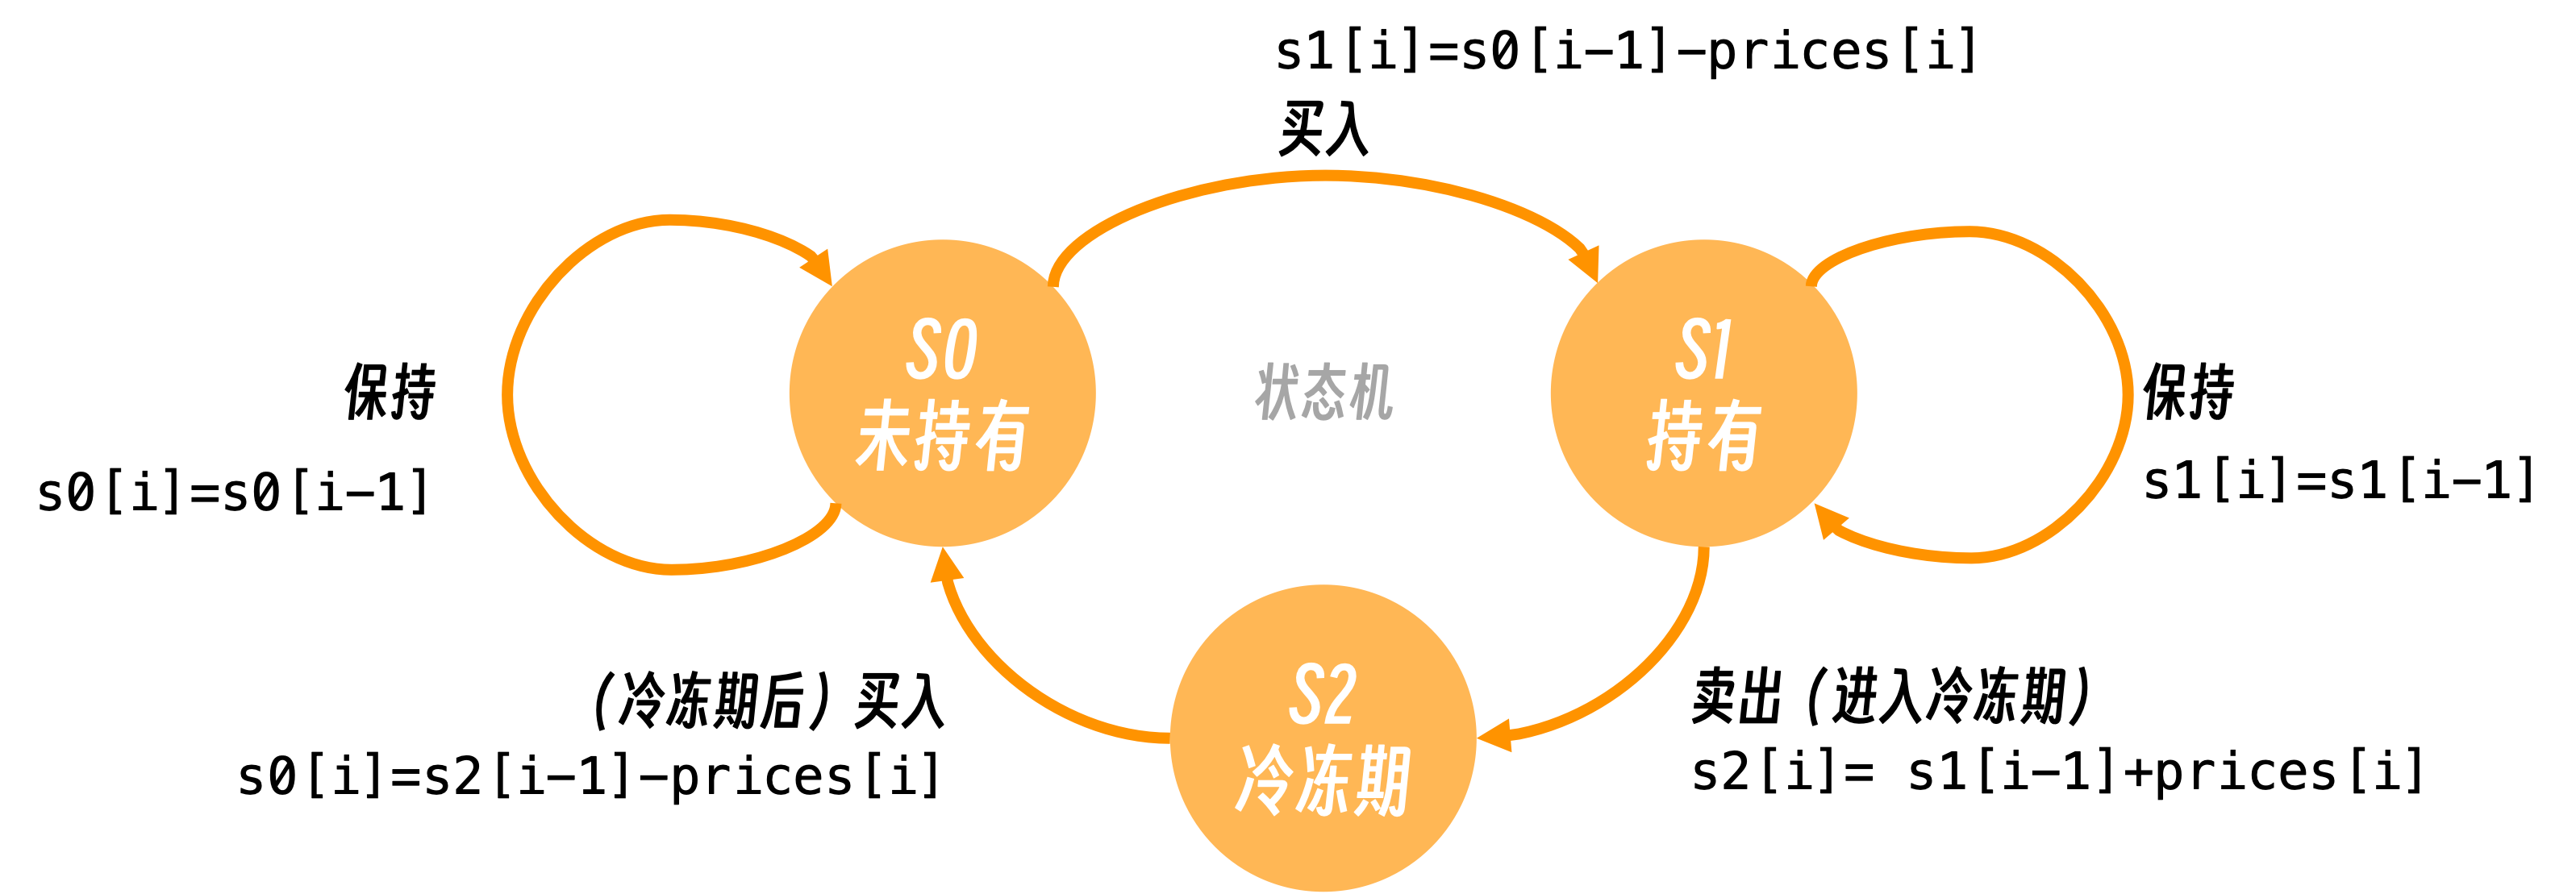 s1[i]=s0[i-1]-prices[i]
买入
S0
未持有
状态机
S1
持有
保持
s0[i]=s0[i-1]
保持
s1[i]=s1[i-1]
S2
冷冻期
（冷冻期后）买入
s0[i]=s2[i-1]-prices[i]
卖出（进入冷冻期）
s2[i]= s1[i-1]+prices[i]